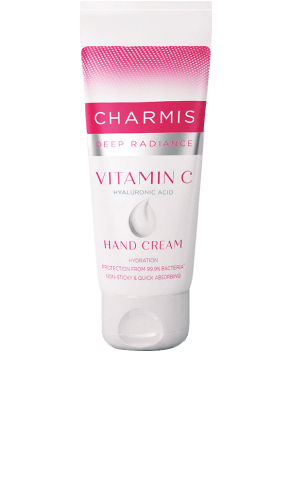 CHARMIS
DEEP RADIANCE
VITAMIN C
HYALURONIC ACID
HAND CREAM
HYDRATION
PROTECTION FROM 99.9% BACTERIA*
NON-STICKY & QUICK ABSORBING